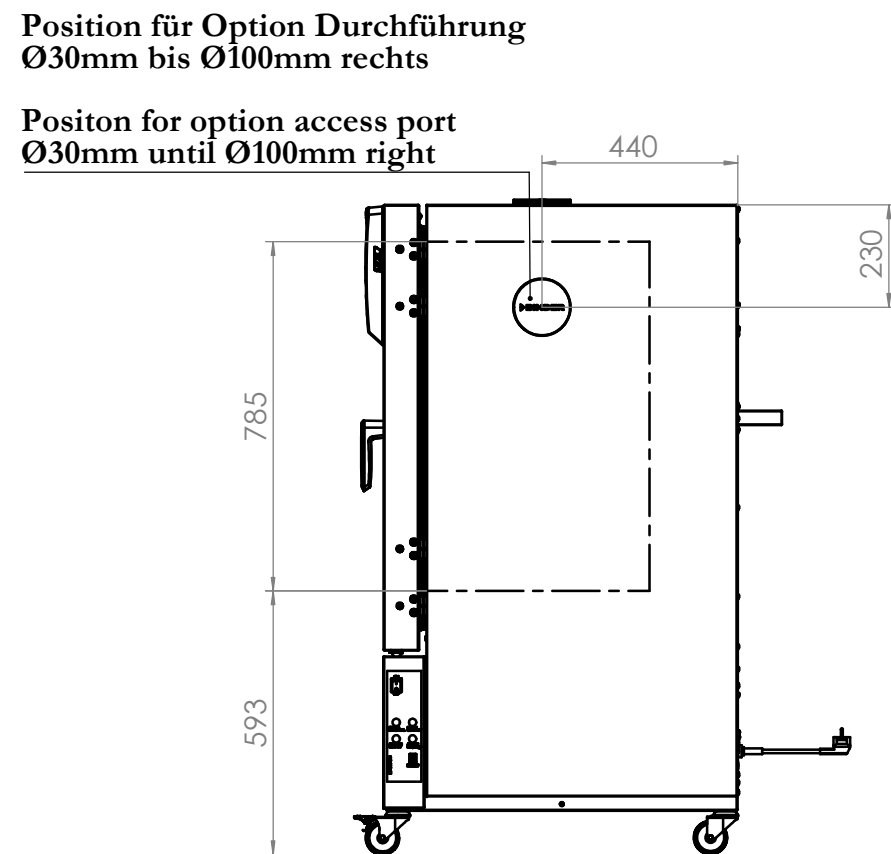 Position für Option Durchführung
Ø30mm bis Ø100mm rechts
Positon for option access port
Ø30mm until Ø100mm right
440
230
785
593